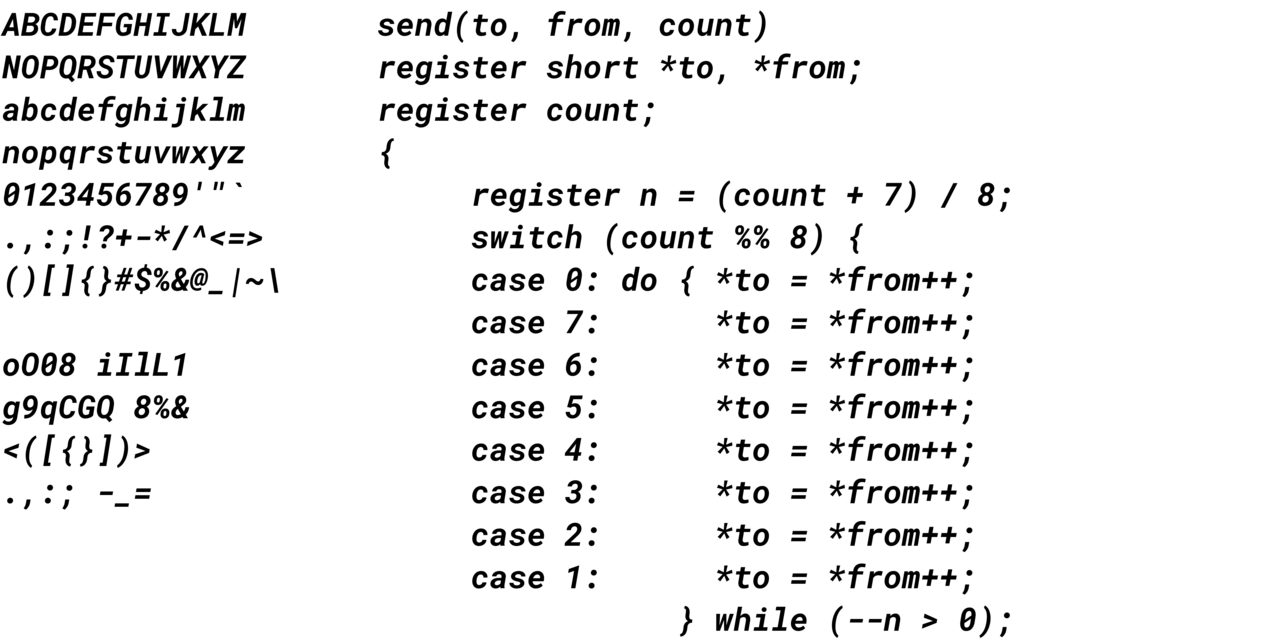 ABCDEFGHIJKLM
NOPQRSTUVWXYZ
abcdefghijklm
nopqrstuvwxyz
0123456789'"`
.,:;!?+-*/^<=>
()[]{}#$%&@_|~\
oO08 iIlL1
g9qCGQ 8%&
<([{}])>
.,:; -_=
send(to, from, count)
register short *to, *from;
register count;
{
     register n = (count + 7) / 8;
     switch (count %% 8) {
     case 0: do { *to = *from++;
     case 7:      *to = *from++;
     case 6:      *to = *from++;
     case 5:      *to = *from++;
     case 4:      *to = *from++;
     case 3:      *to = *from++;
     case 2:      *to = *from++;
     case 1:      *to = *from++;
                } while (--n > 0);